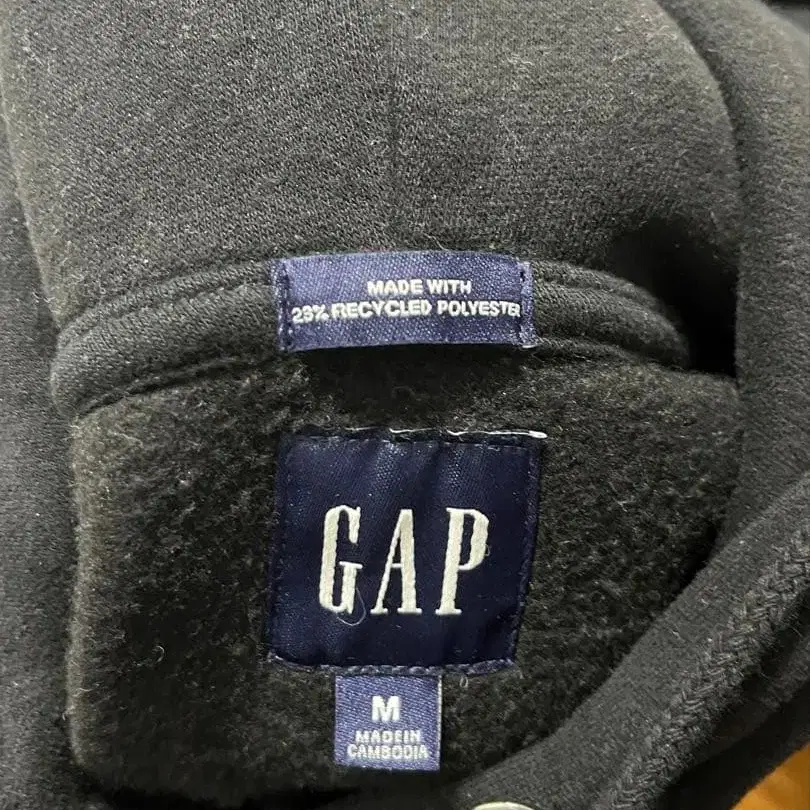 MADE WITH
23% RECYCLED POLYESTER
GAP
M
MADE IN
CAMBODIA